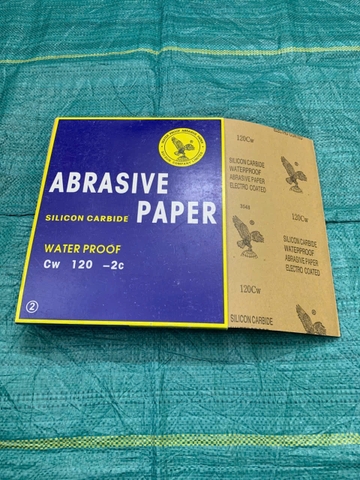 ABRASIVE
SILICON CARBIDE
PAPER
WATER PROOF
Cw 120 -2c
2
120Cw
SILICON CARBIDE
WATERPROOF
ABRASIVE PAPER
ELECTRO COATED
120Cw
SILICON CARBIDE
WATERPROOF
ABRASIVE PAPER
ELECTRO COATED
120Cw
SILICON CARBIDE